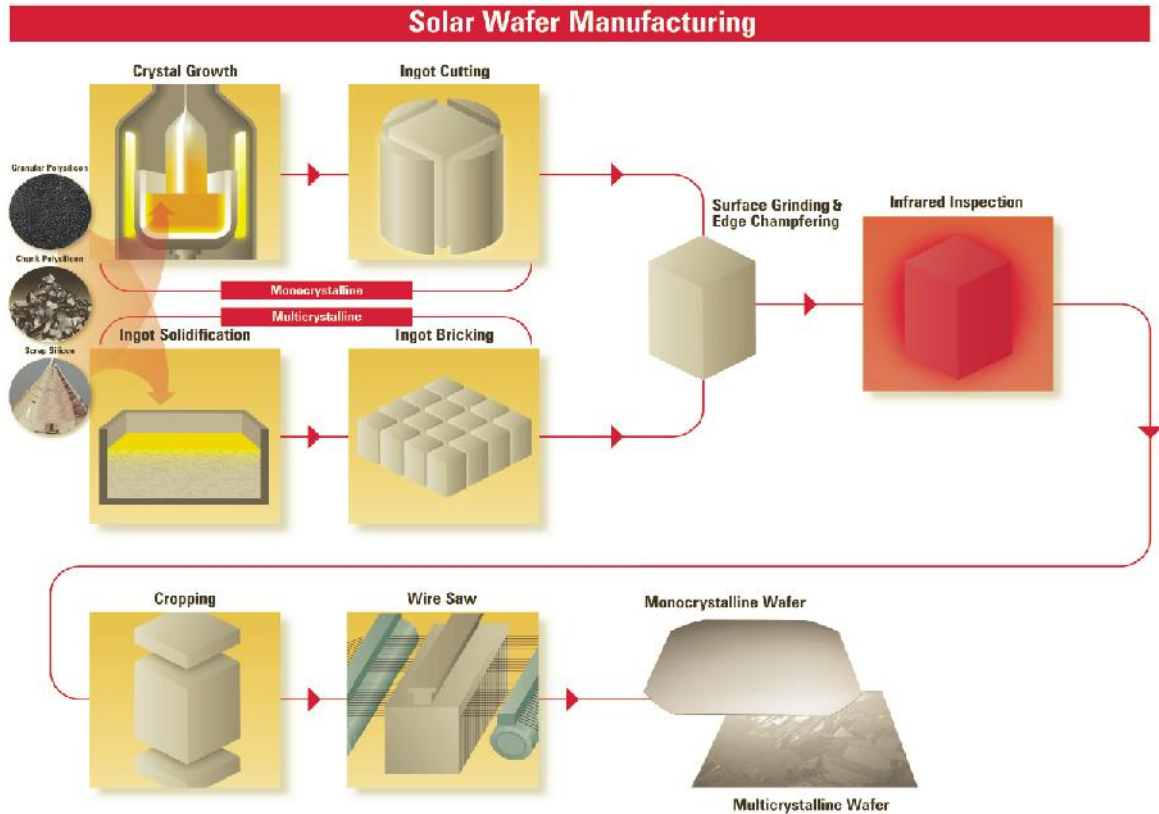 Solar Wafer Manufacturing
Crystal Growth
Ingot Cutting
Granular Polysilicon
Chunk Polysilicon
Scrap Silicon
Monocrystalline
Multicrystalline
Ingot Solidification
Ingot Bricking
Surface Grinding &
Edge Champfering
Infrared Inspection
Cropping
Wire Saw
Monocrystalline Wafer
Multicrystalline Wafer